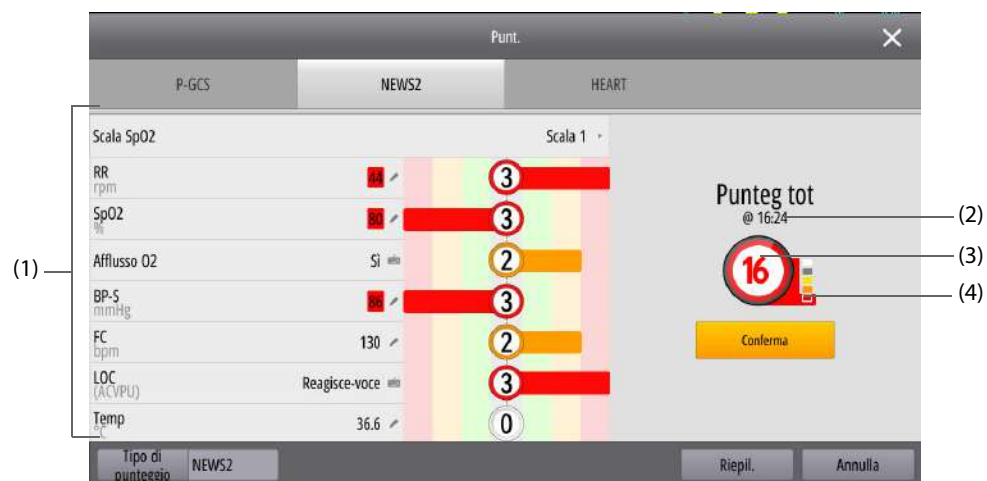 Punt.
P-GCS NEWS2 HEART
Scala SpO2 Scala 1
RR 44 3
rpm
SpO2 80 3
%
Afflusso O2 Sì 2
BP-S 86 3
mmHg
FC 130 2
bpm
LOC Reagisce-voce 3
(ACVPU)
Temp 36.6 0
°C
Punteg tot
@ 16:24
16
Conferma
Tipo di punteggio NEWS2 Riepil. Annulla
(1)
(2)
(3)
(4)